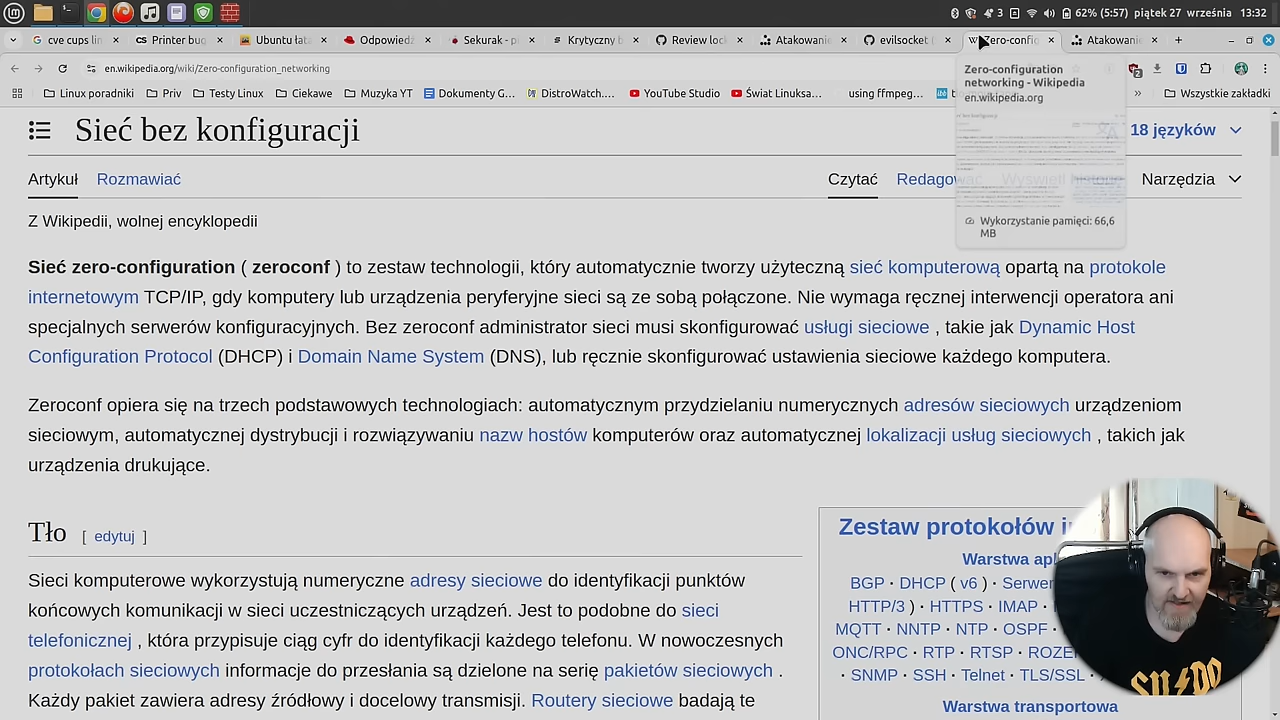 3 62% (5:57) piątek 27 września 13:32
cve cups lin
Printer bug
Ubuntu łata
Odpowiedź
Sekurak - p
Krytyczny b
Review lock
Atakowanie
evilsocket (
Zero-config
Atakowanie
en.wikipedia.org/wiki/Zero-configuration_networking
2
Linux poradniki
Priv
Testy Linux
Ciekawe
Muzyka YT
Dokumenty G…
DistroWatch.…
YouTube Studio
Świat Linuksa…
using ffmpeg…
»
Wszystkie zakładki
Zero-configuration
networking - Wikipedia
en.wikipedia.org
Wykorzystanie pamięci: 66,6
MB
Sieć bez konfiguracji
18 języków
Artykuł Rozmawiać
Czytać Redagować Wyświetl historię Narzędzia
Z Wikipedii, wolnej encyklopedii
Sieć zero-configuration ( zeroconf ) to zestaw technologii, który automatycznie tworzy użyteczną sieć komputerową opartą na protokole
internetowym TCP/IP, gdy komputery lub urządzenia peryferyjne sieci są ze sobą połączone. Nie wymaga ręcznej interwencji operatora ani
specjalnych serwerów konfiguracyjnych. Bez zeroconf administrator sieci musi skonfigurować usługi sieciowe , takie jak Dynamic Host
Configuration Protocol (DHCP) i Domain Name System (DNS), lub ręcznie skonfigurować ustawienia sieciowe każdego komputera.
Zeroconf opiera się na trzech podstawowych technologiach: automatycznym przydzielaniu numerycznych adresów sieciowych urządzeniom
sieciowym, automatycznej dystrybucji i rozwiązywaniu nazw hostów komputerów oraz automatycznej lokalizacji usług sieciowych , takich jak
urządzenia drukujące.
Tło [ edytuj ]
Sieci komputerowe wykorzystują numeryczne adresy sieciowe do identyfikacji punktów
końcowych komunikacji w sieci uczestniczących urządzeń. Jest to podobne do sieci
telefonicznej , która przypisuje ciąg cyfr do identyfikacji każdego telefonu. W nowoczesnych
protokołach sieciowych informacje do przesłania są dzielone na serię pakietów sieciowych .
Każdy pakiet zawiera adresy źródłowy i docelowy transmisji. Routery sieciowe badają te
Zestaw protokołów
Warstwa
BGP · DHCP ( v6 ) ·
HTTP/3 ) · HTTPS · IMAP ·
MQTT · NNTP · NTP · OSPF ·
ONC/RPC · RTP · RTSP ·
· SNMP · SSH · Telnet · TLS/SSL ·
Warstwa transportowa